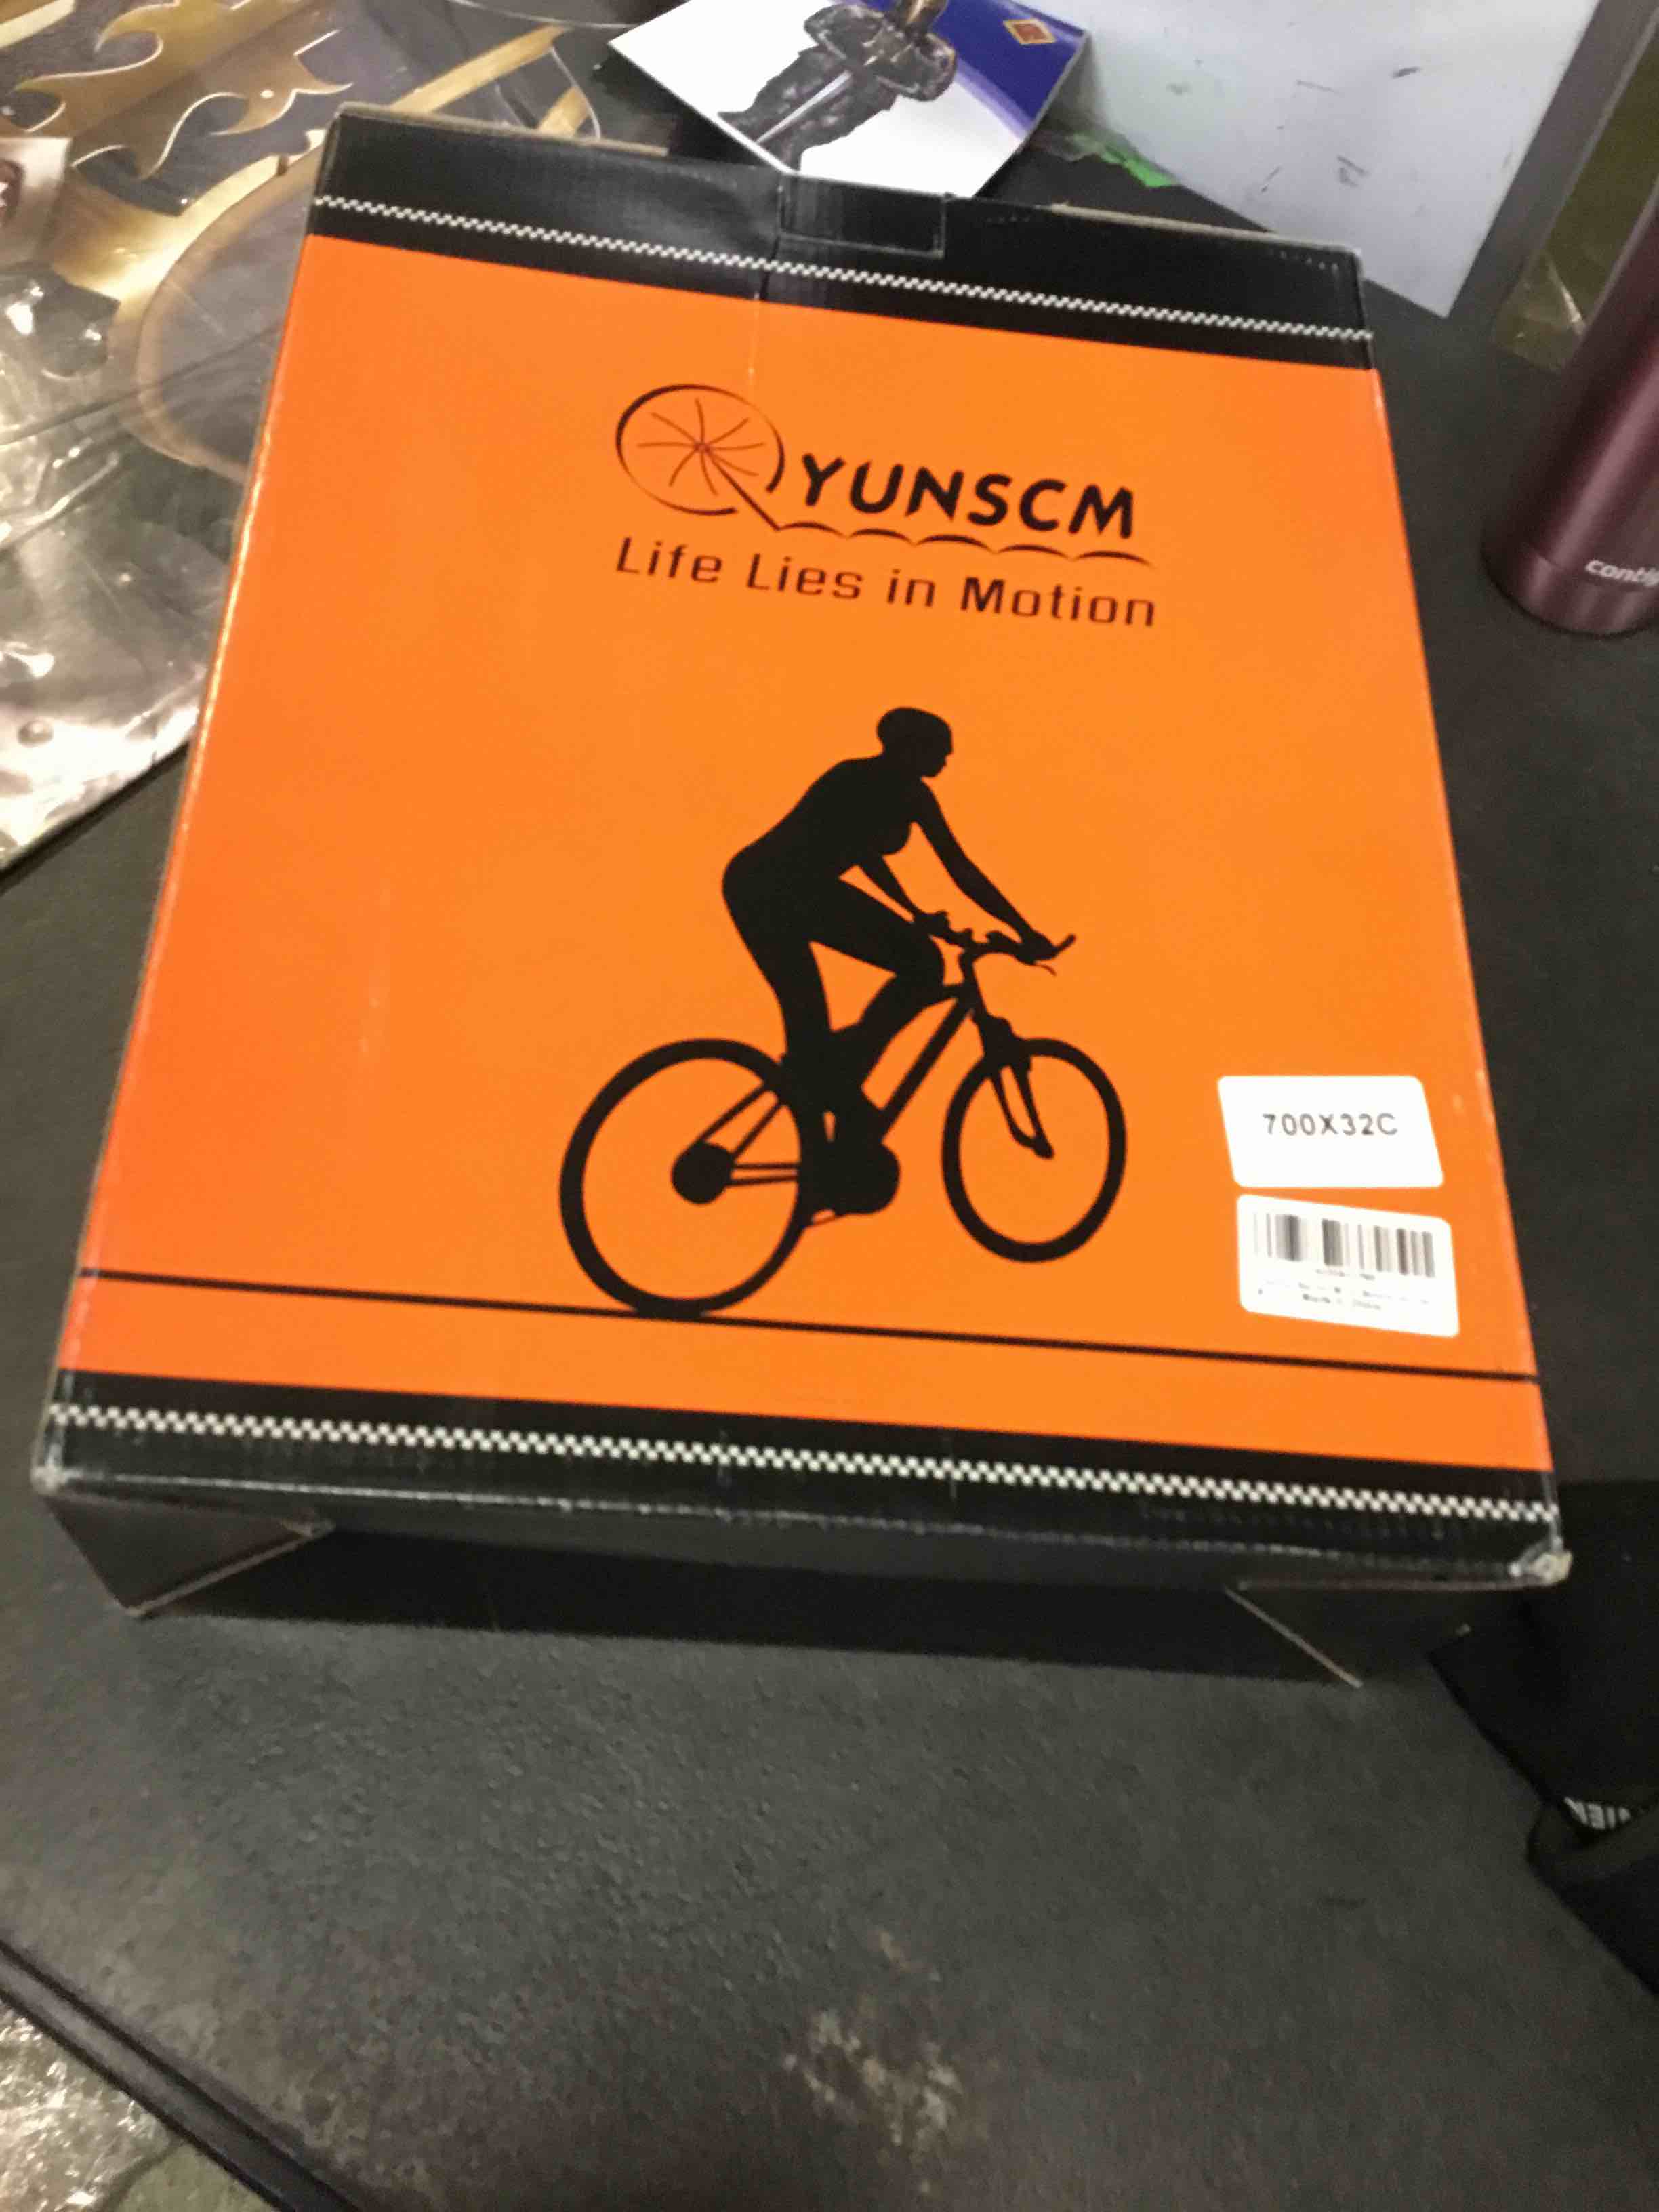 YUNSCM
Life Lies in Motion
700X32C